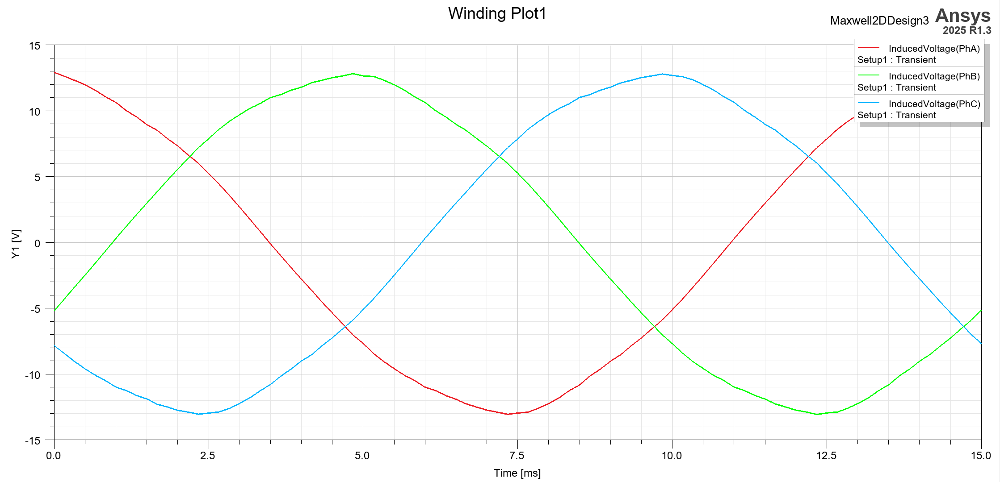 Winding Plot1
Maxwell2DDesign3
Ansys
2025 R1.3
InducedVoltage(PhA)
Setup1 : Transient
InducedVoltage(PhB)
Setup1 : Transient
InducedVoltage(PhC)
Setup1 : Transient
15
10
5
0
-5
-10
-15
Y1 [V]
0.0 2.5 5.0 7.5 10.0 12.5 15.0
Time [ms]